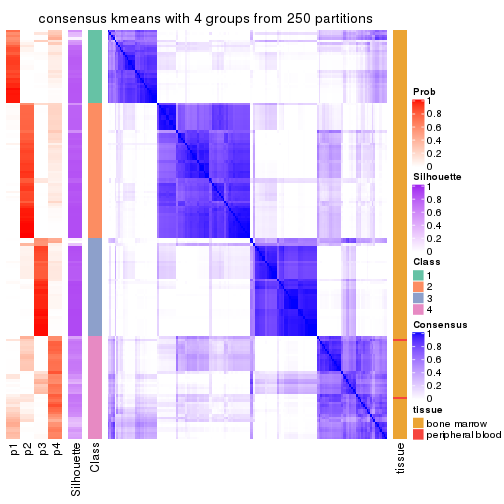 consensus kmeans with 4 groups from 250 partitions
Prob
1
0.8
0.6
0.4
0.2
0
Silhouette
1
0.8
0.6
0.4
0.2
0
Class
1
2
3
4
Consensus
1
0.8
0.6
0.4
0.2
0
tissue
bone marrow
peripheral blood
p1
p2
p3
p4
Silhouette
Class
tissue